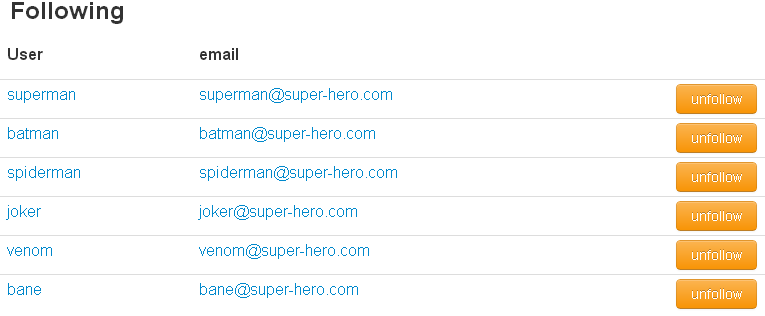 Following
User email
superman superman@super-hero.com unfollow
batman batman@super-hero.com unfollow
spiderman spiderman@super-hero.com unfollow
joker joker@super-hero.com unfollow
venom venom@super-hero.com unfollow
bane bane@super-hero.com unfollow